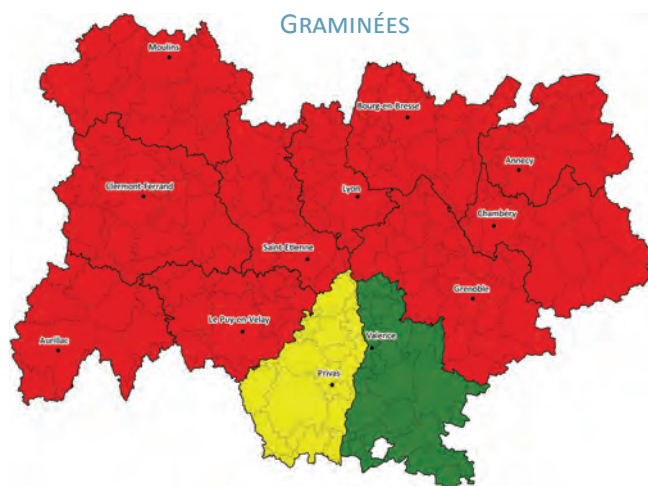 GRAMINÉES
Moulins
Bourg-en-Bresse
Annecy
Clermont-Ferrand
Lyon
Chambéry
Saint-Etienne
Grenoble
Le Puy-en-Velay
Aurillac
Valence
Privas